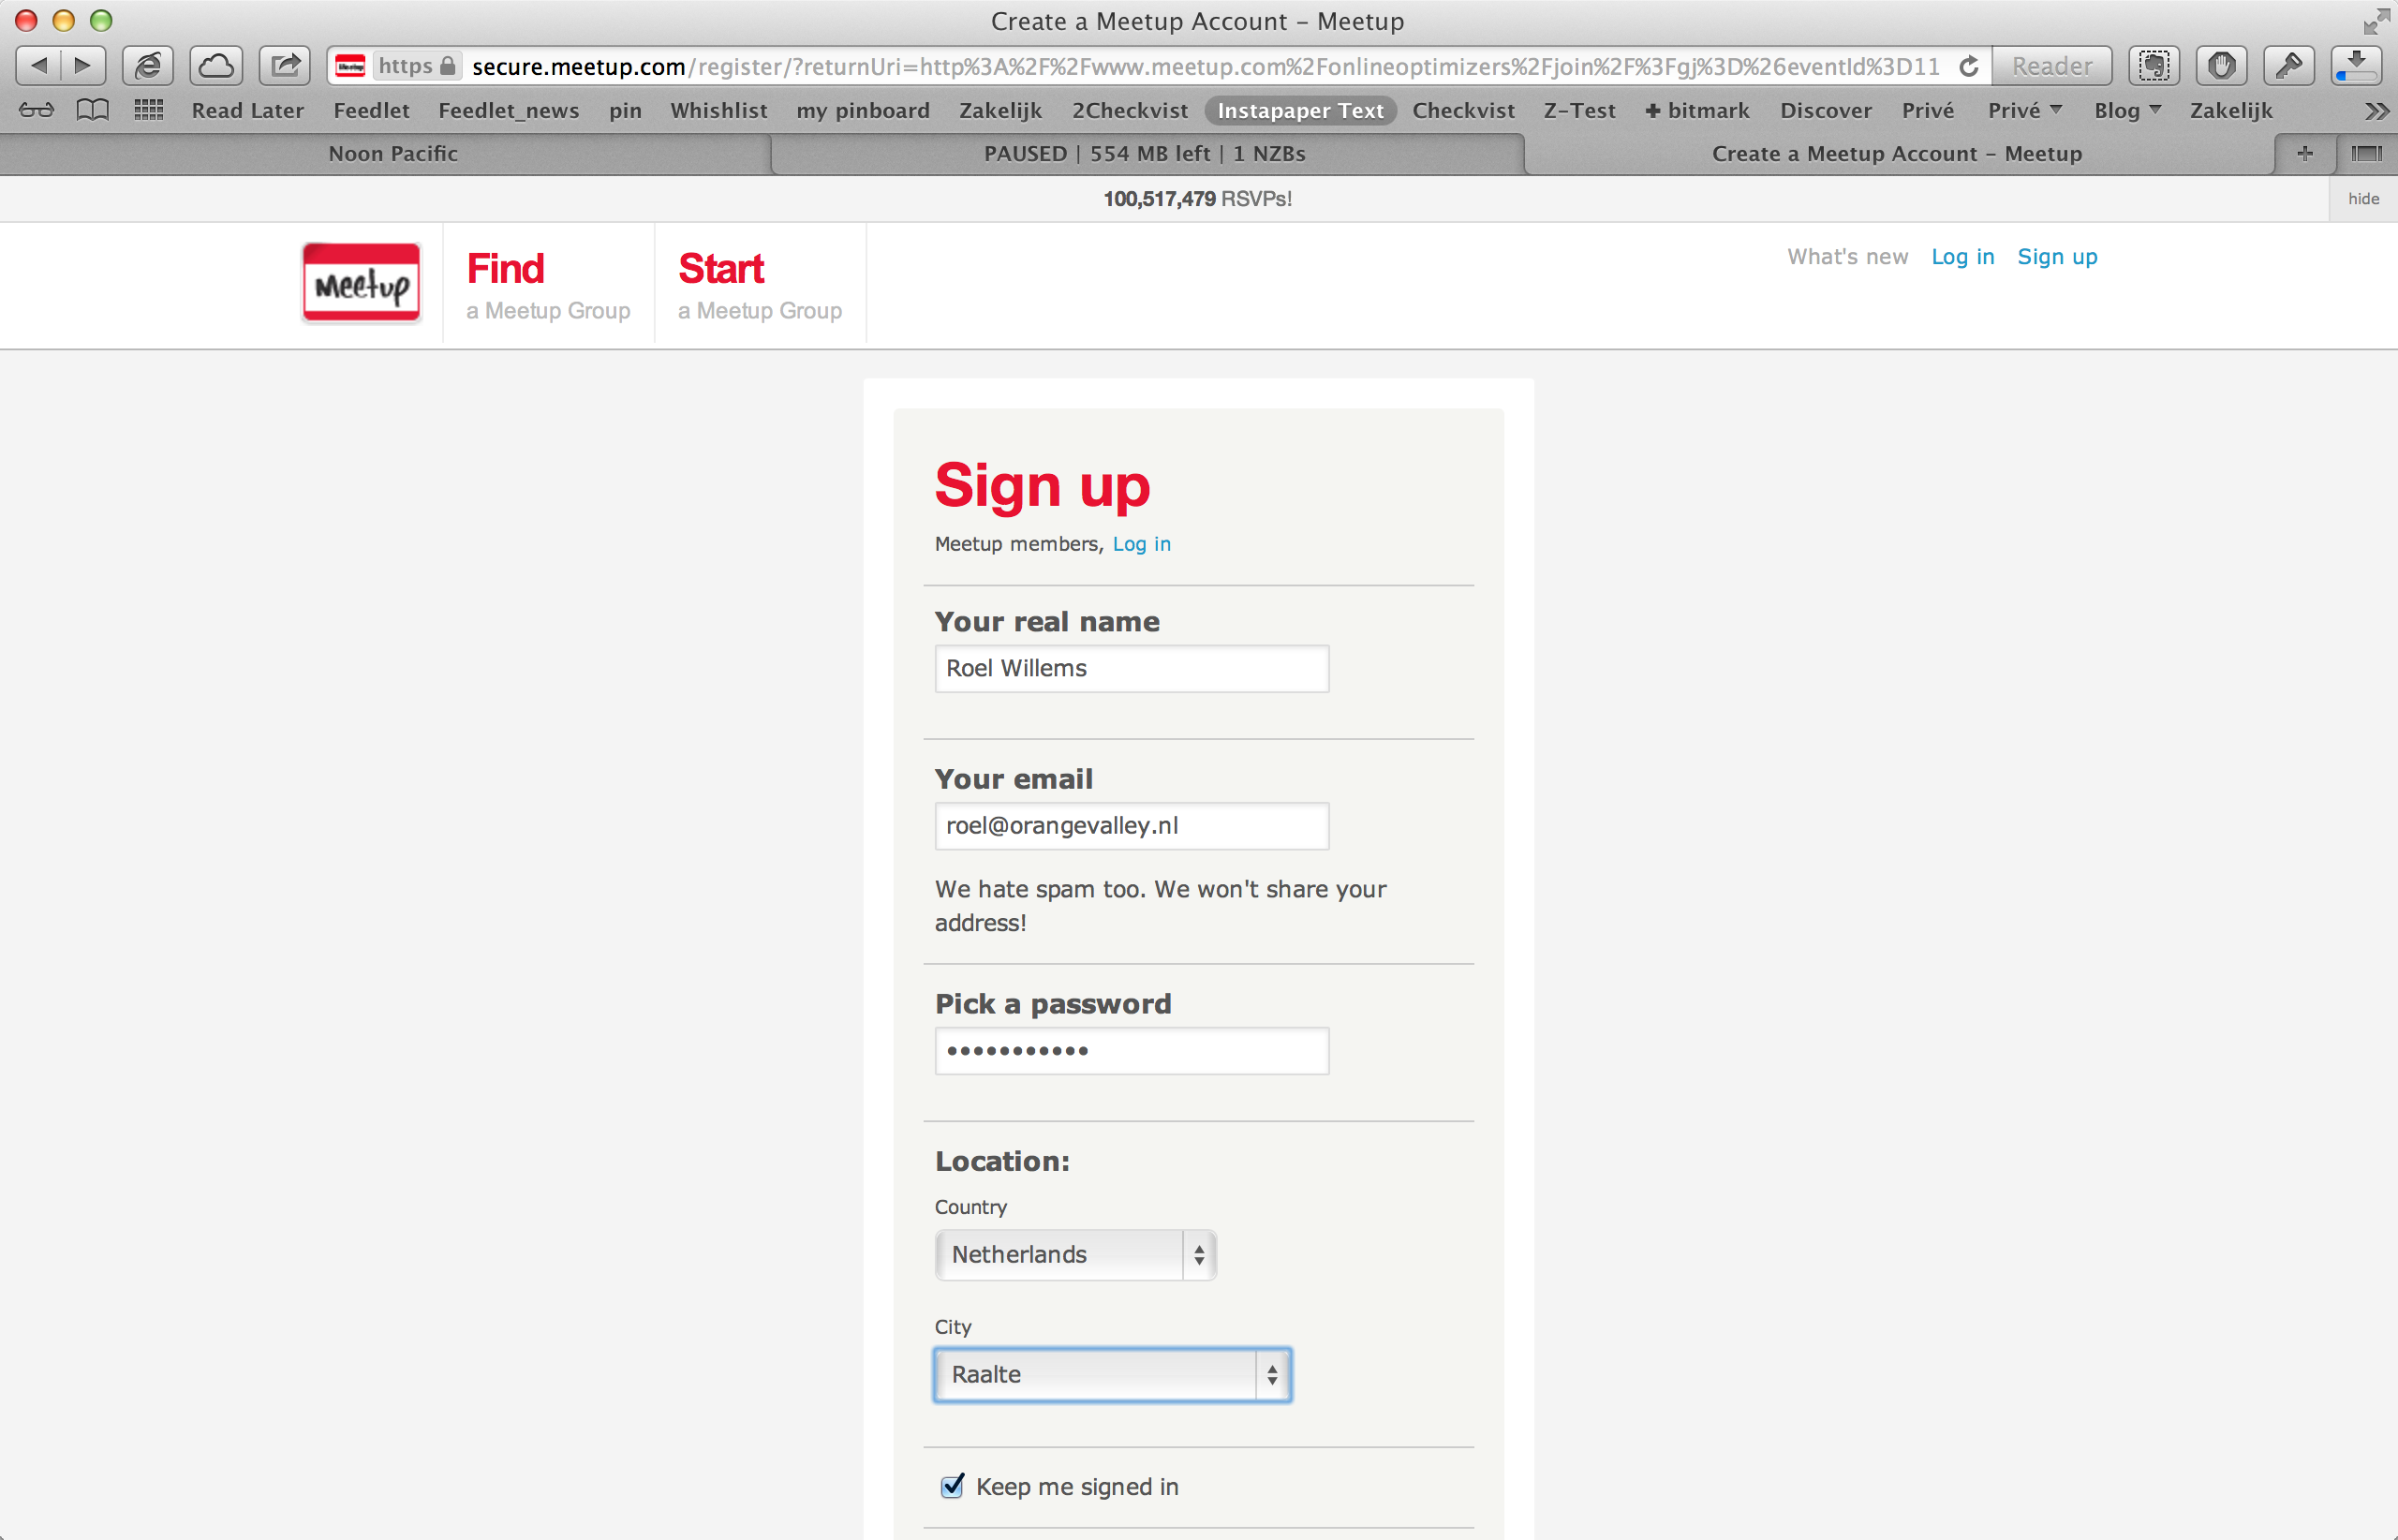 Create a Meetup Account – Meetup
https secure.meetup.com/register/?returnUri=http%3A%2F%2Fwww.meetup.com%2Fonlineoptimizers%2Fjoin%2F%3Fgj%3D%26eventId%3D11 Reader
Read Later Feedlet Feedlet_news pin Whishlist my pinboard Zakelijk 2Checkvist Instapaper Text Checkvist Z-Test + bitmark Discover Privé Privé Blog Zakelijk
Noon Pacific PAUSED | 554 MB left | 1 NZBs Create a Meetup Account – Meetup
100,517,479 RSVPs! hide
Meetup Find Start What's new Log in Sign up
a Meetup Group a Meetup Group
Sign up
Meetup members, Log in
Your real name
Roel Willems
Your email
roel@orangevalley.nl
We hate spam too. We won't share your
address!
Pick a password
•••••••••••
Location:
Country
Netherlands
City
Raalte
Keep me signed in